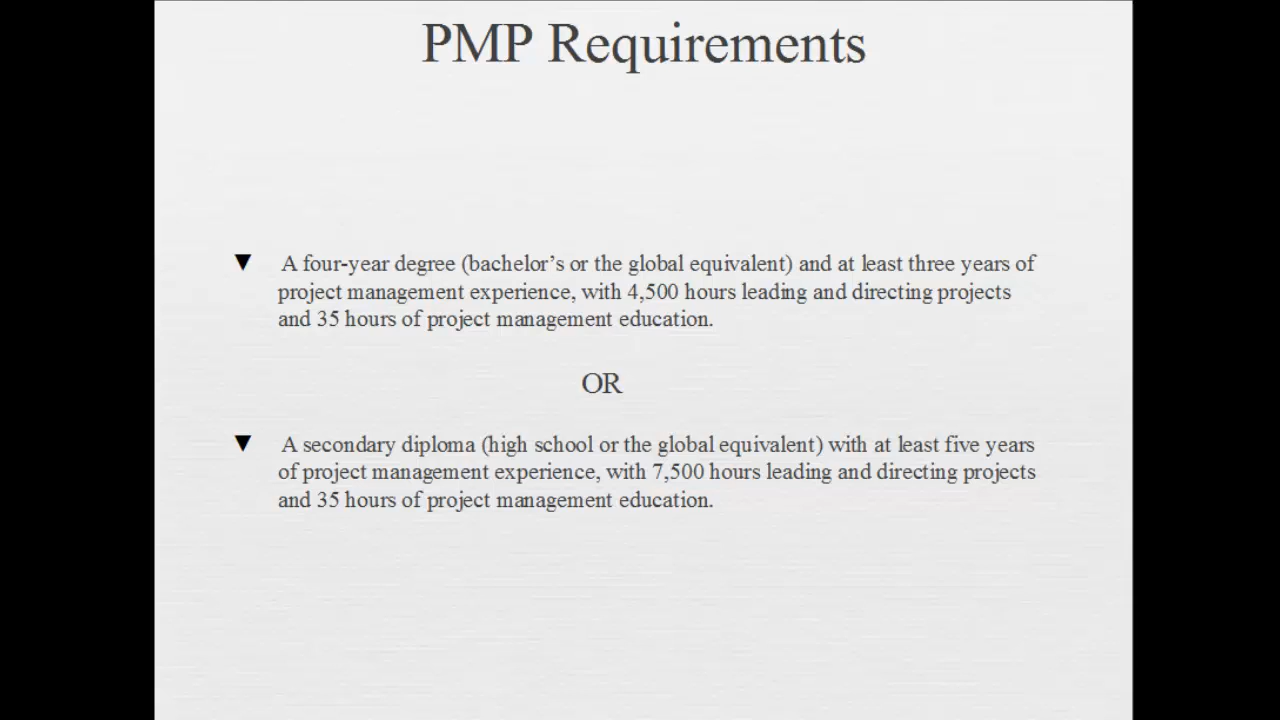 PMP Requirements
A four-year degree (bachelor’s or the global equivalent) and at least three years of
project management experience, with 4,500 hours leading and directing projects
and 35 hours of project management education.
OR
A secondary diploma (high school or the global equivalent) with at least five years
of project management experience, with 7,500 hours leading and directing projects
and 35 hours of project management education.